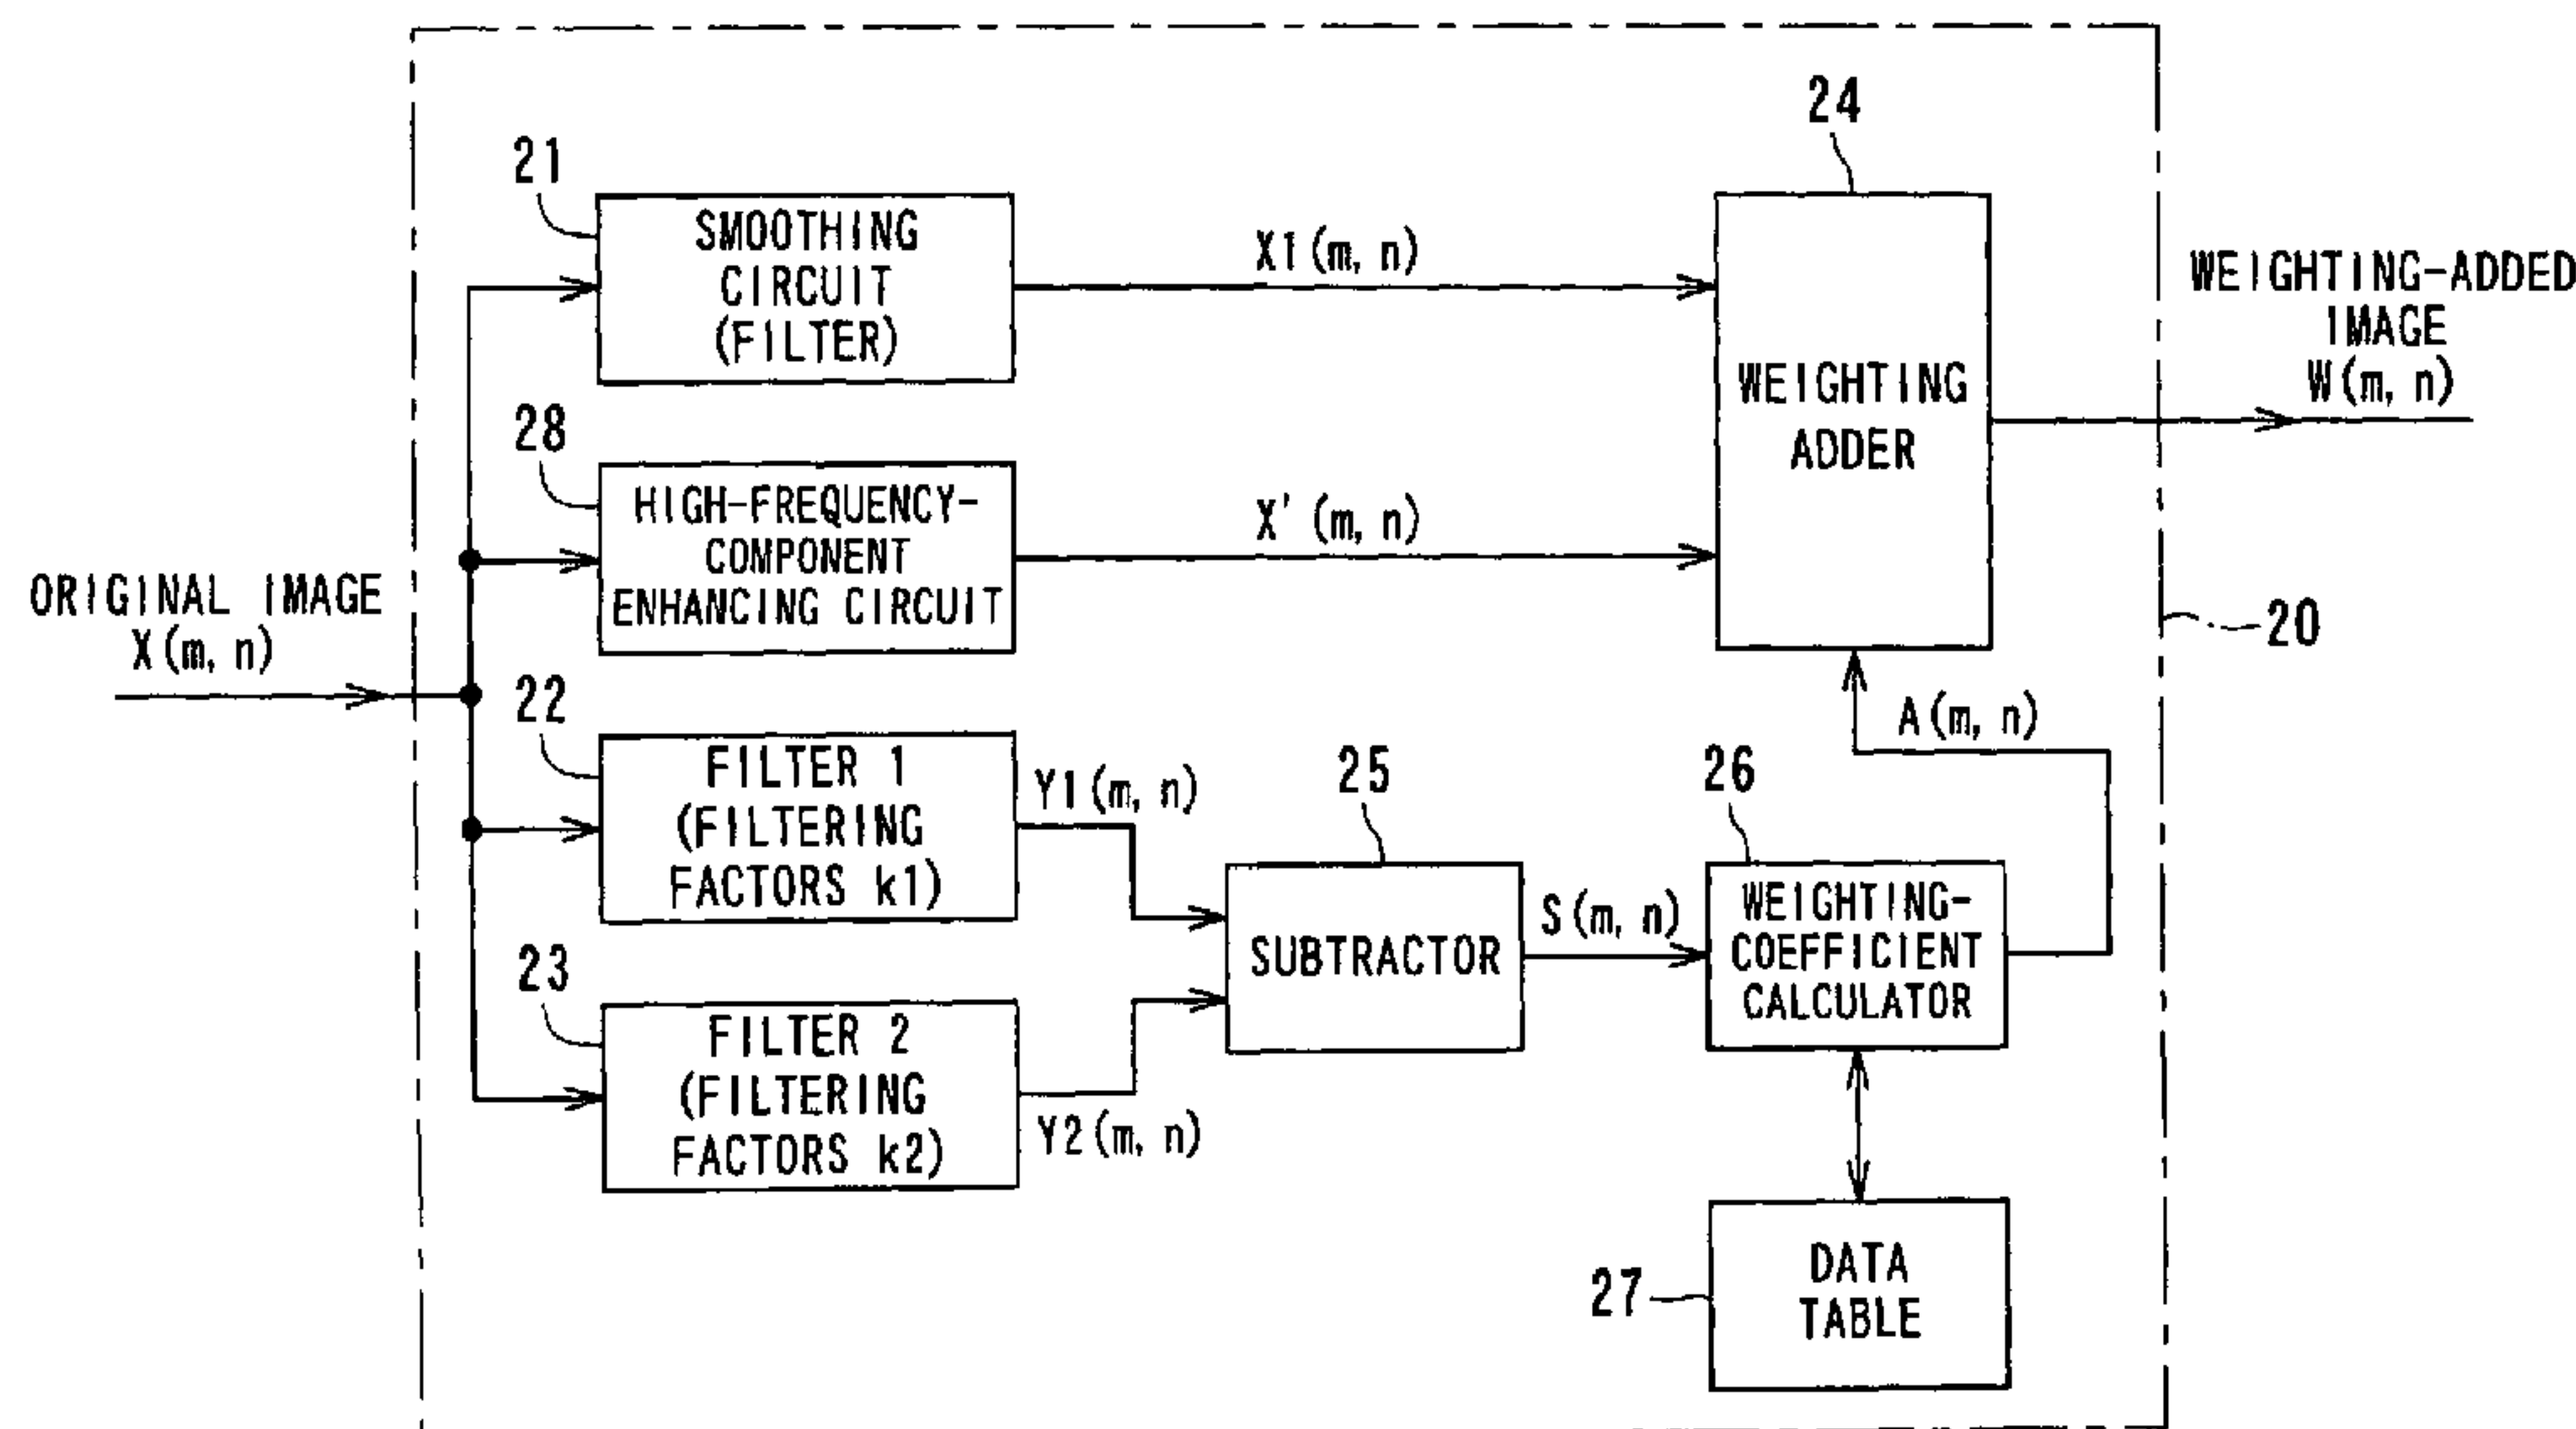 24
21
SMOOTHING
CIRCUIT
(FILTER)
X1(m, n)
WEIGHTING-ADDED
IMAGE
W(m, n)
WEIGHTING
ADDER
28
HIGH-FREQUENCY-
COMPONENT
ENHANCING CIRCUIT
X'(m, n)
ORIGINAL IMAGE
X(m, n)
20
22
FILTER 1
(FILTERING
FACTORS k1)
Y1(m, n)
A(m, n)
25
26
SUBTRACTOR
S(m, n)
WEIGHTING-
COEFFICIENT
CALCULATOR
23
FILTER 2
(FILTERING
FACTORS k2)
Y2(m, n)
27
DATA
TABLE